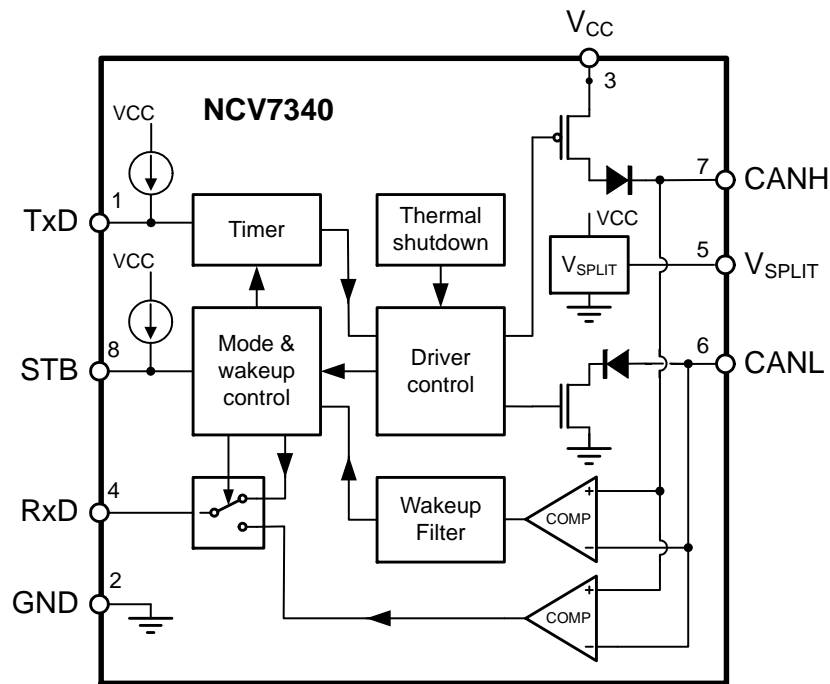 VCC
3
NCV7340
VCC
1
TxD
Timer
Thermal
shutdown
7
CANH
VCC
VSPLIT
5
VSPLIT
VCC
8
STB
Mode &
wakeup
control
Driver
control
6
CANL
4
RxD
Wakeup
Filter
+
COMP
−
2
GND
+
COMP
−